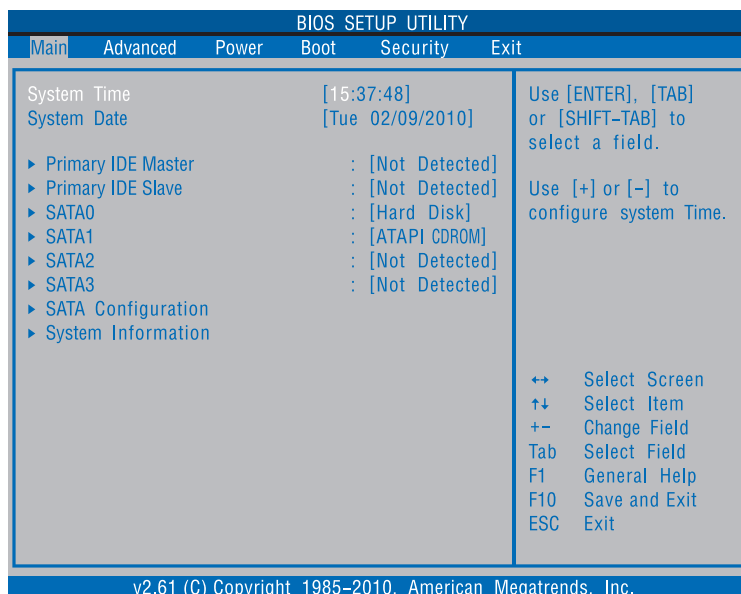 BIOS SETUP UTILITY
Main Advanced Power Boot Security Exit
System Time [15:37:48]
System Date [Tue 02/09/2010]
▸ Primary IDE Master : [Not Detected]
▸ Primary IDE Slave : [Not Detected]
▸ SATA0 : [Hard Disk]
▸ SATA1 : [ATAPI CDROM]
▸ SATA2 : [Not Detected]
▸ SATA3 : [Not Detected]
▸ SATA Configuration
▸ System Information
Use [ENTER], [TAB]
or [SHIFT-TAB] to
select a field.
Use [+] or [-] to
configure system Time.
↔ Select Screen
↑↓ Select Item
+- Change Field
Tab Select Field
F1 General Help
F10 Save and Exit
ESC Exit
v2.61 (C) Copyright 1985-2010, American Megatrends, Inc.